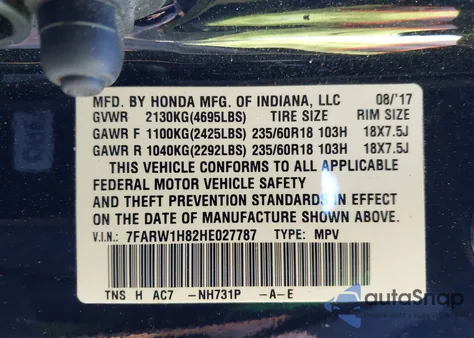 MFD. BY HONDA MFG. OF INDIANA, LLC 08/'17
GVWR 2130KG(4695LBS) TIRE SIZE RIM SIZE
GAWR F 1100KG(2425LBS) 235/60R18 103H 18X7.5J
GAWR R 1040KG(2292LBS) 235/60R18 103H 18X7.5J
THIS VEHICLE CONFORMS TO ALL APPLICABLE
FEDERAL MOTOR VEHICLE SAFETY
AND THEFT PREVENTION STANDARDS IN EFFECT
ON THE DATE OF MANUFACTURE SHOWN ABOVE.
V.I.N.: 7FARW1H82HE027787 TYPE: MPV
TNS H AC7 -NH731P -A-E
autoSnap